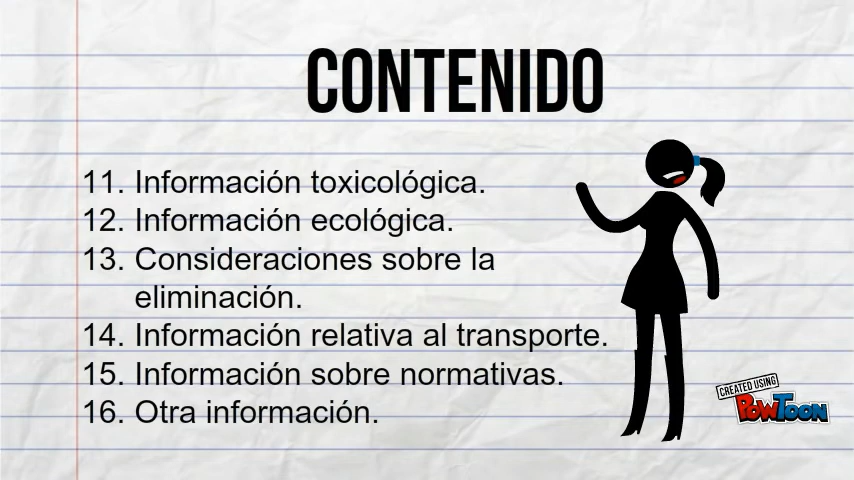 CONTENIDO
11. Información toxicológica.
12. Información ecológica.
13. Consideraciones sobre la
eliminación.
14. Información relativa al transporte.
15. Información sobre normativas.
16. Otra información.
CREATED USING
POWTOON